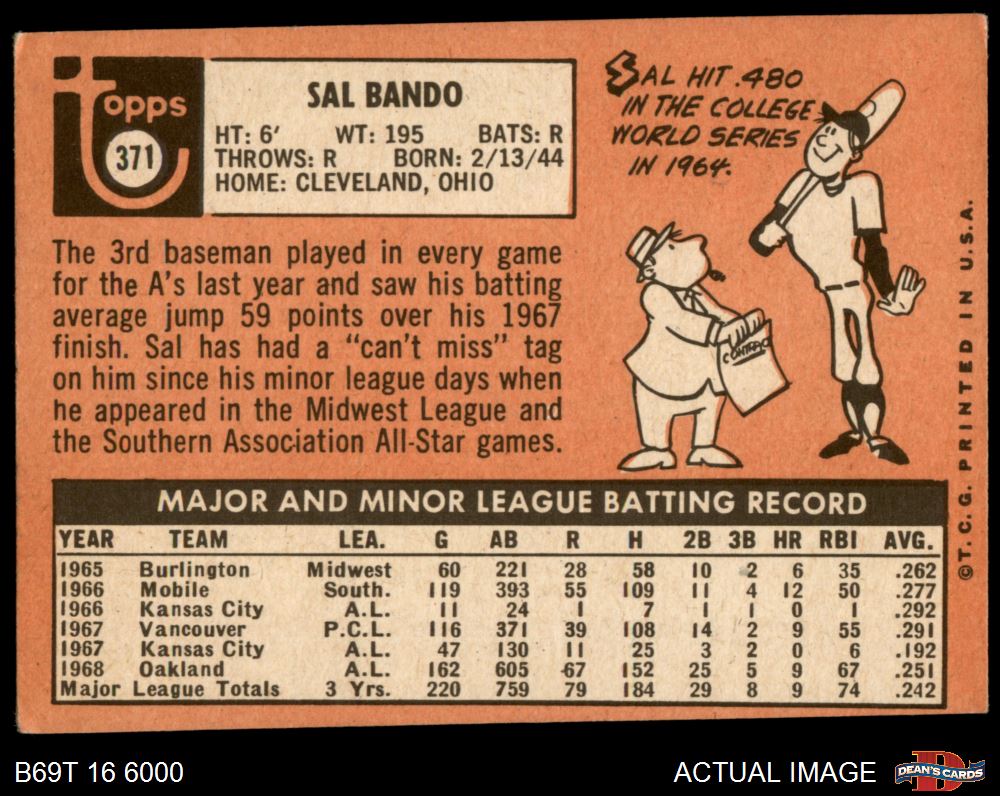 Topps
371
SAL BANDO
HT: 6' WT: 195 BATS: R
THROWS: R BORN: 2/13/44
HOME: CLEVELAND, OHIO
SAL HIT .480
IN THE COLLEGE
WORLD SERIES
IN 1964.
CONTRACT
The 3rd baseman played in every game
for the A's last year and saw his batting
average jump 59 points over his 1967
finish. Sal has had a "can't miss" tag
on him since his minor league days when
he appeared in the Midwest League and
the Southern Association All-Star games.
MAJOR AND MINOR LEAGUE BATTING RECORD
YEAR TEAM LEA. G AB R H 2B 3B HR RBI AVG.
1965 Burlington Midwest 60 221 28 58 10 2 6 35 .262
1966 Mobile South. 119 393 55 109 11 4 12 50 .277
1966 Kansas City A.L. 11 24 1 7 1 1 0 1 .292
1967 Vancouver P.C.L. 116 371 39 108 14 2 9 55 .291
1967 Kansas City A.L. 47 130 11 25 3 2 0 6 .192
1968 Oakland A.L. 162 605 67 152 25 5 9 67 .251
Major League Totals 3 Yrs. 220 759 79 184 29 8 9 74 .242
©T. C. G. PRINTED IN U.S.A.
B69T 16 6000
ACTUAL IMAGE
D
DEAN'S CARDS